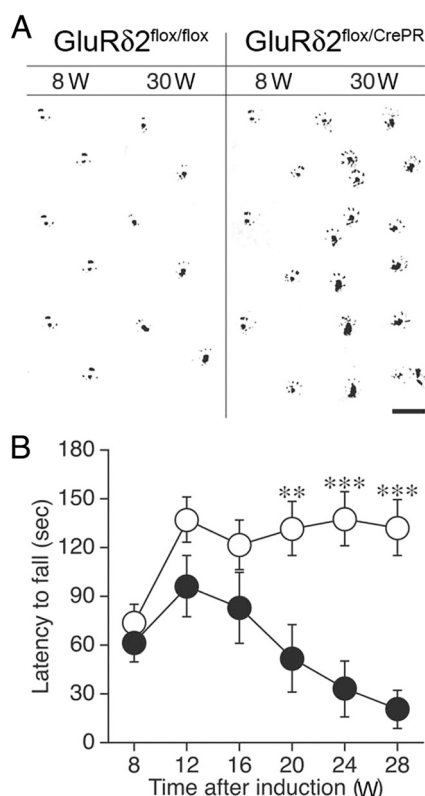 A
GluRδ2flox/flox GluRδ2flox/CrePR
8 W 30 W 8 W 30 W
B
180
150
120
90
60
30
0
Latency to fall (sec)
** *** ***
8 12 16 20 24 28
Time after induction (W)